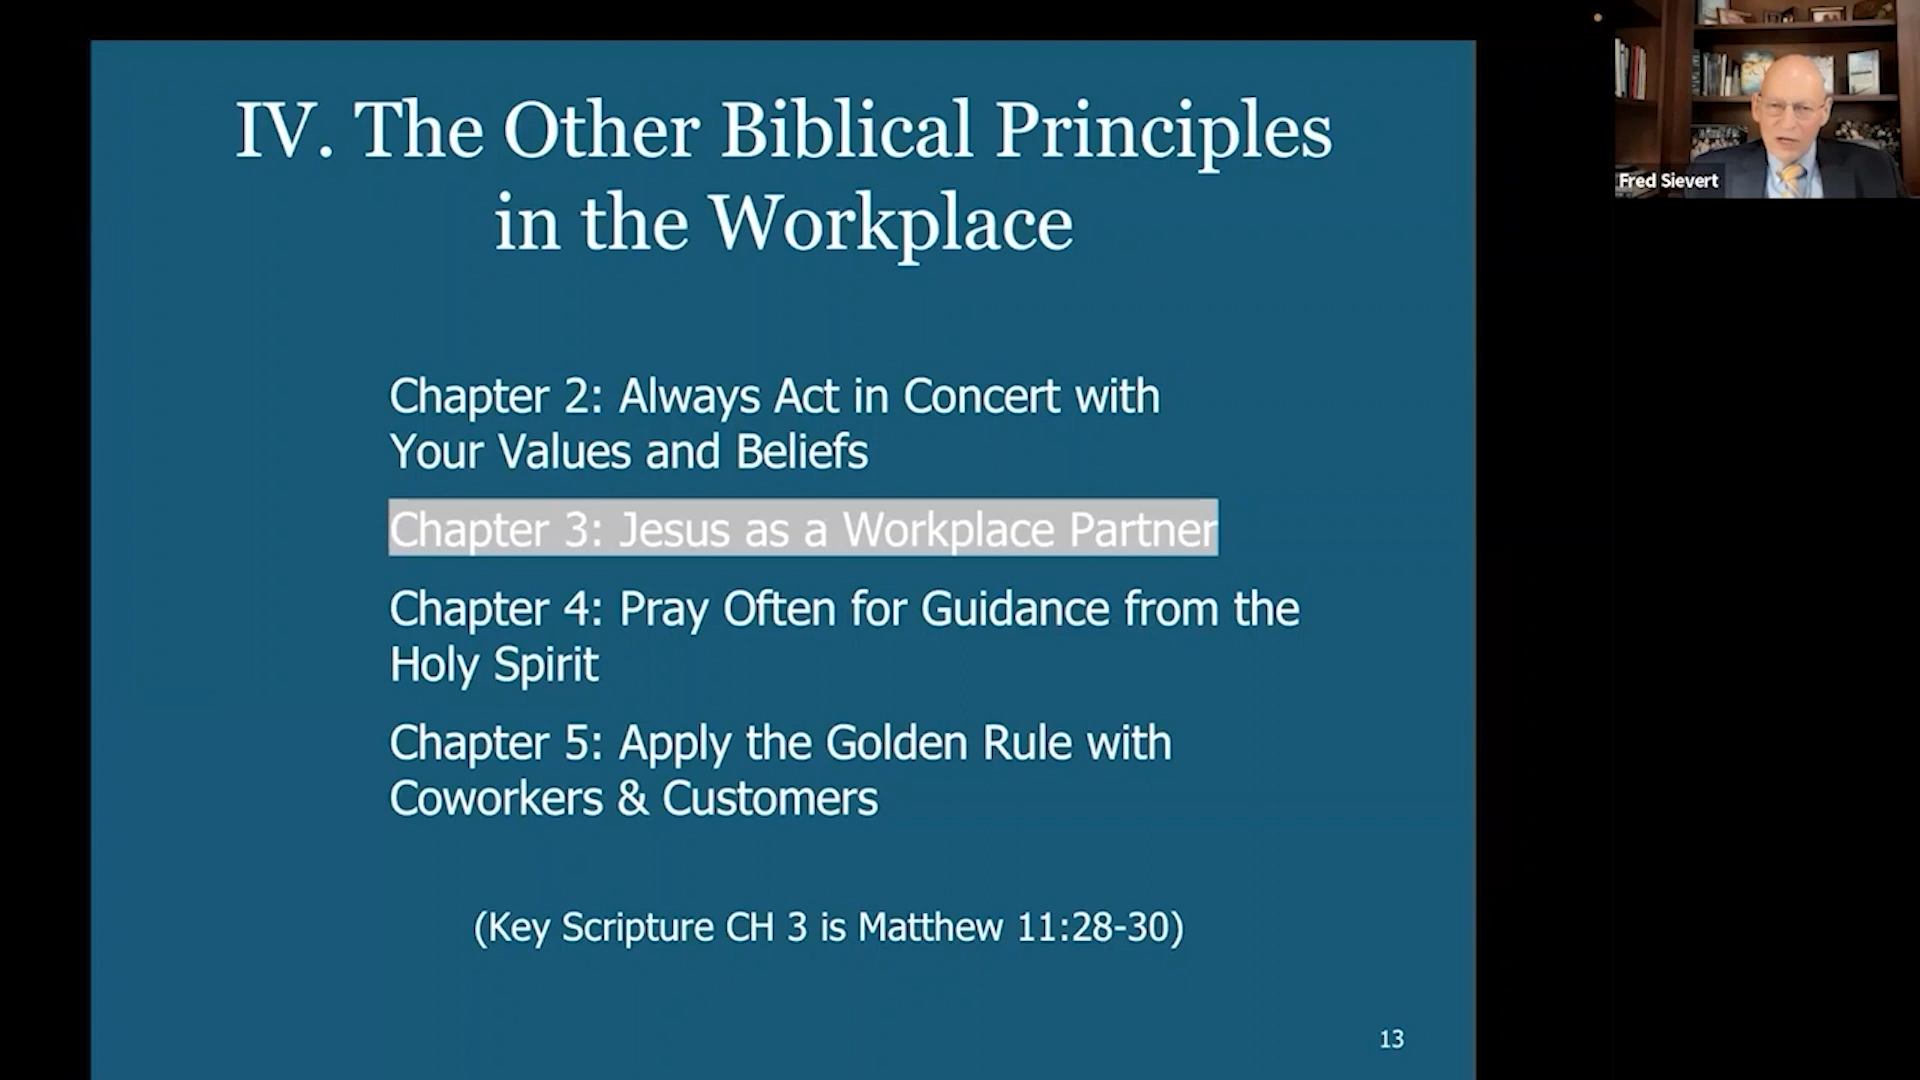 IV. The Other Biblical Principles
in the Workplace
Chapter 2: Always Act in Concert with
Your Values and Beliefs
Chapter 3: Jesus as a Workplace Partner
Chapter 4: Pray Often for Guidance from the
Holy Spirit
Chapter 5: Apply the Golden Rule with
Coworkers & Customers
(Key Scripture CH 3 is Matthew 11:28-30)
13
Fred Sievert